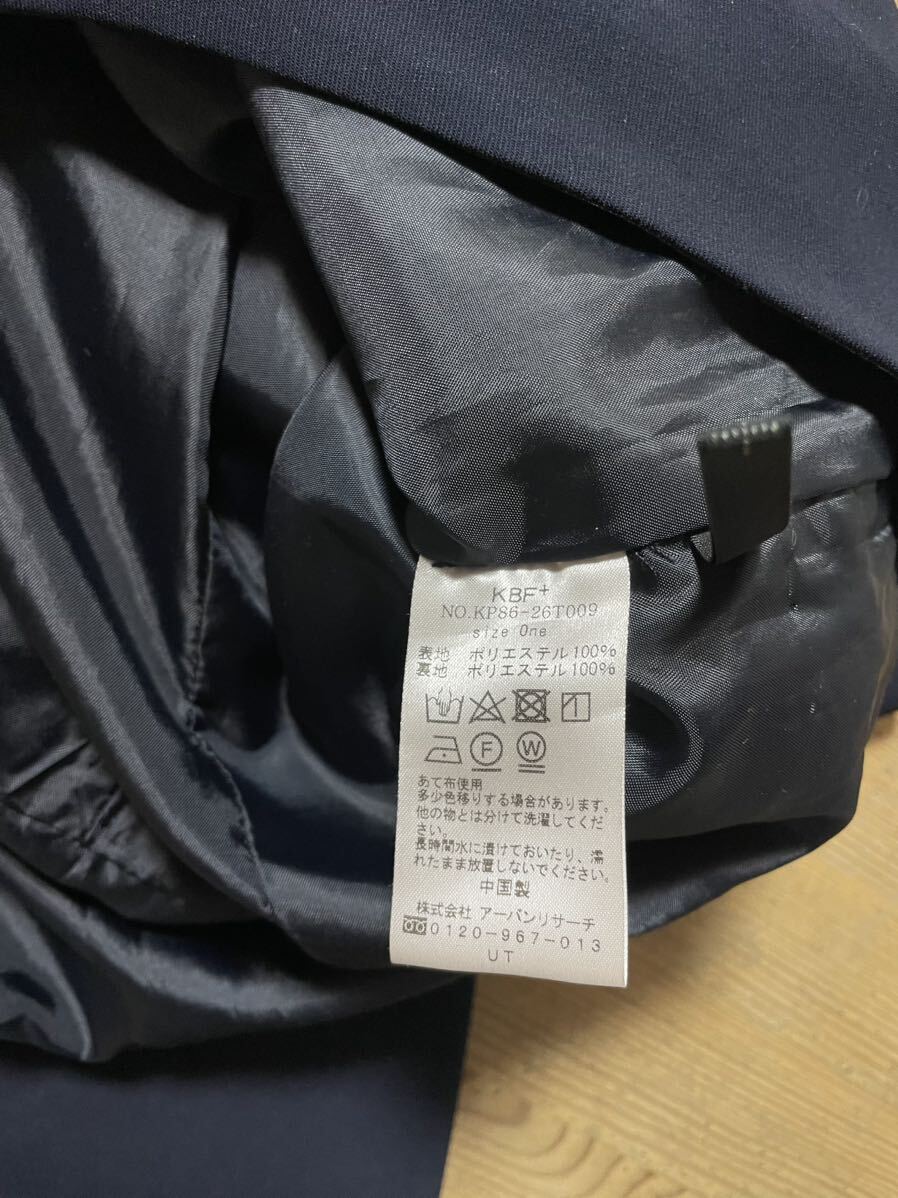 KBF+
NO.KP86-26T009
size One
表地 ポリエステル100%
裏地 ポリエステル100%
F W
あて布使用
多少色移りする場合があります。
他の物とは分けて洗濯してくだ
さい。
長時間水に漬けておいたり、濡
れたまま放置しないでください。
中国製
株式会社 アーバンリサーチ
0120-967-013
UT